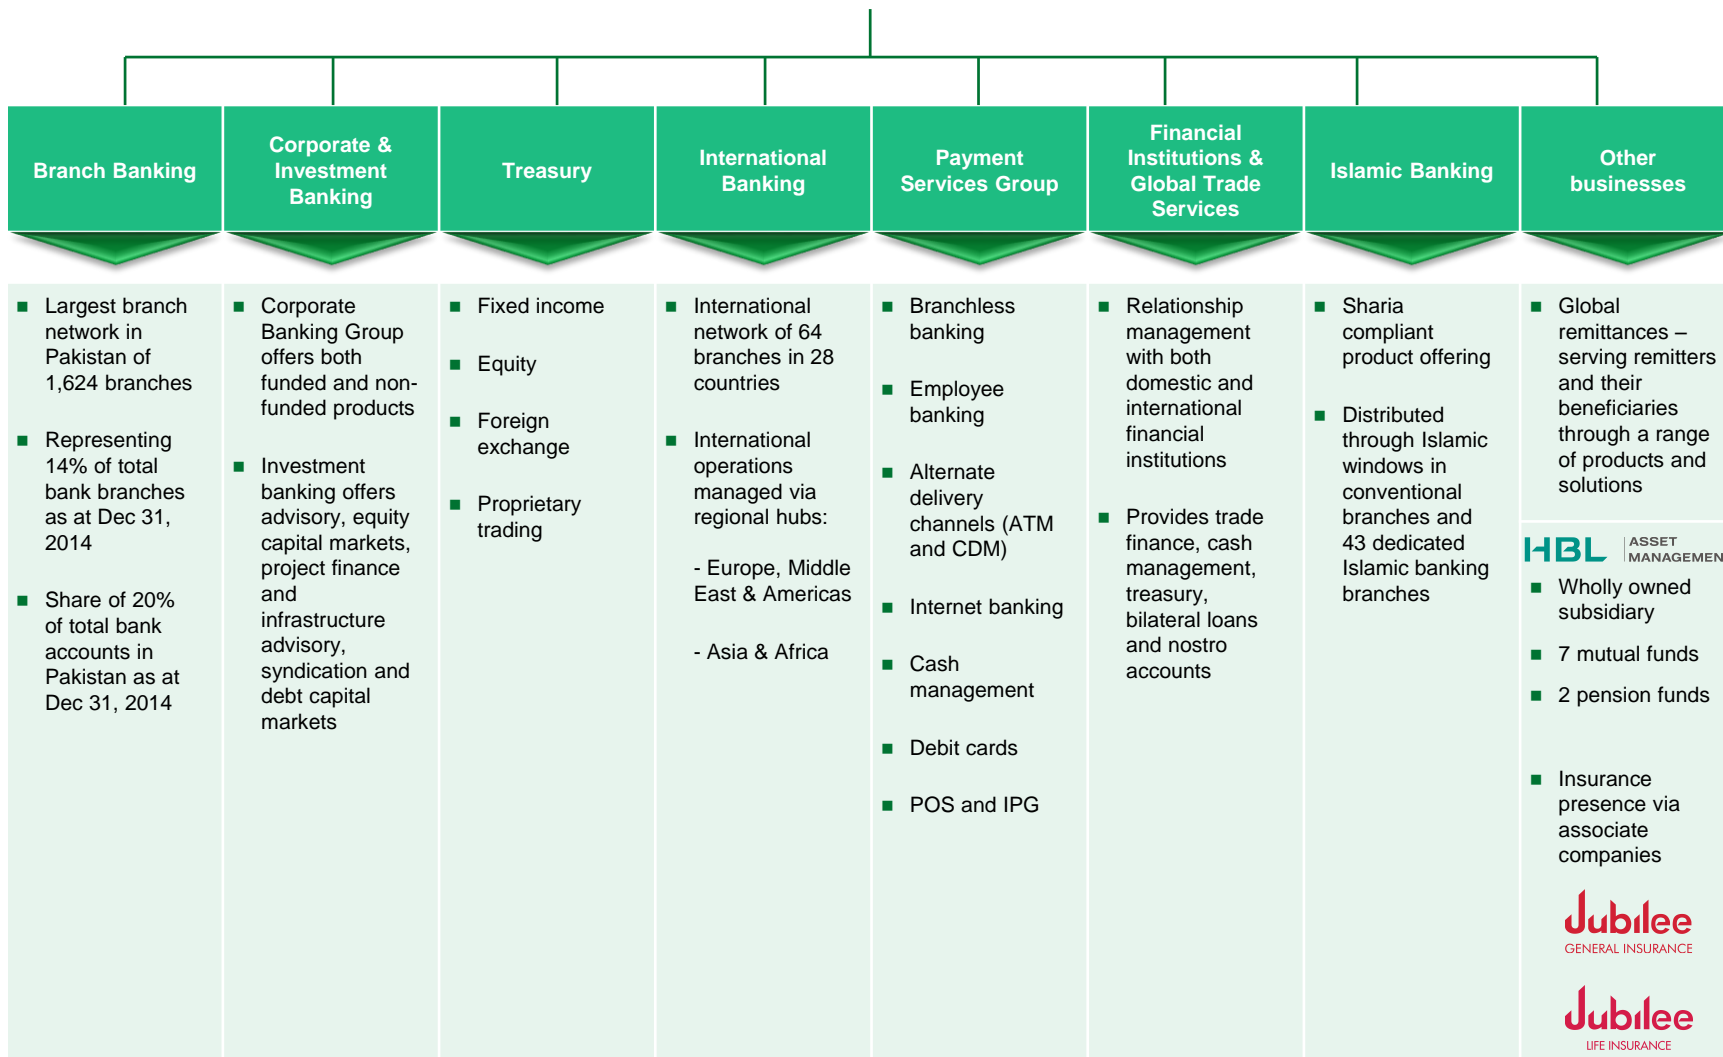 Branch Banking
Corporate &
Investment
Banking
Treasury
International
Banking
Payment
Services Group
Financial
Institutions &
Global Trade
Services
Islamic Banking
Other
businesses
Largest branch
network in
Pakistan of
1,624 branches
Representing
14% of total
bank branches
as at Dec 31,
2014
Share of 20%
of total bank
accounts in
Pakistan as at
Dec 31, 2014
Corporate
Banking Group
offers both
funded and non-
funded products
Investment
banking offers
advisory, equity
capital markets,
project finance
and
infrastructure
advisory,
syndication and
debt capital
markets
Fixed income
Equity
Foreign
exchange
Proprietary
trading
International
network of 64
branches in 28
countries
International
operations
managed via
regional hubs:
- Europe, Middle
East & Americas
- Asia & Africa
Branchless
banking
Employee
banking
Alternate
delivery
channels (ATM
and CDM)
Internet banking
Cash
management
Debit cards
POS and IPG
Relationship
management
with both
domestic and
international
financial
institutions
Provides trade
finance, cash
management,
treasury,
bilateral loans
and nostro
accounts
Sharia
compliant
product offering
Distributed
through Islamic
windows in
conventional
branches and
43 dedicated
Islamic banking
branches
Global
remittances –
serving remitters
and their
beneficiaries
through a range
of products and
solutions
HBL
ASSET
MANAGEMEN
Wholly owned
subsidiary
7 mutual funds
2 pension funds
Insurance
presence via
associate
companies
Jubilee
GENERAL INSURANCE
Jubilee
LIFE INSURANCE